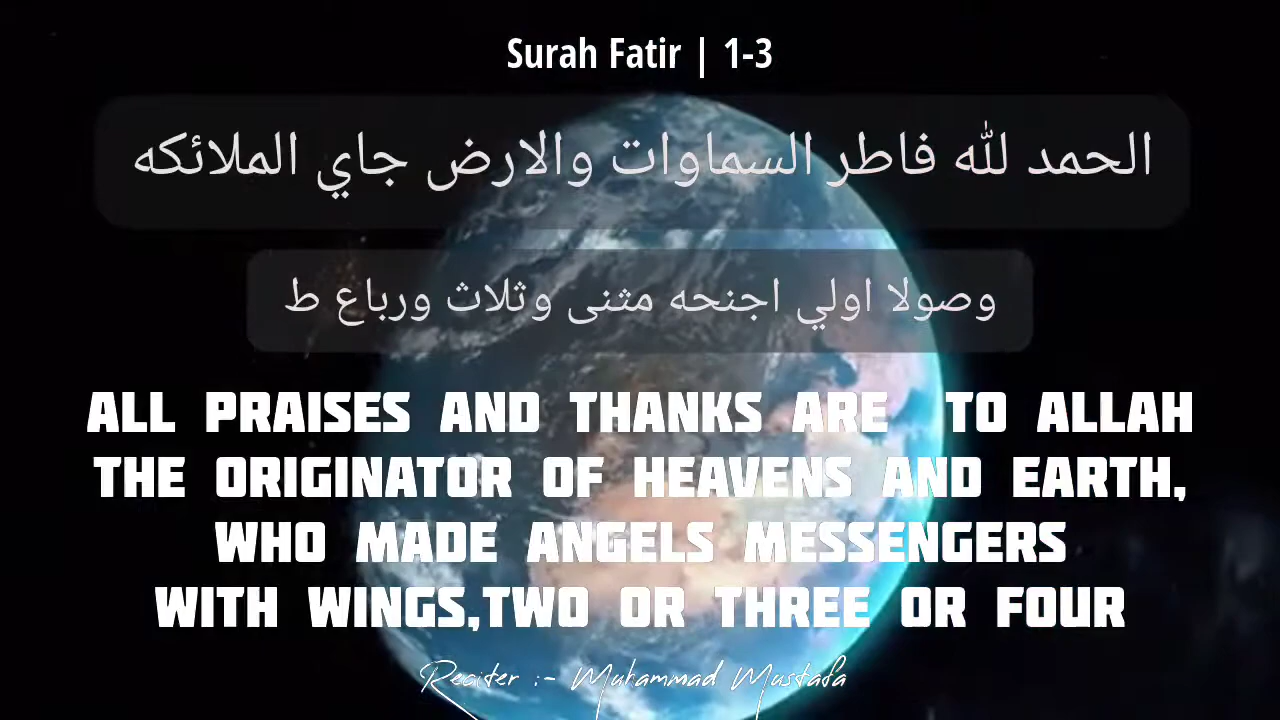 Surah Fatir | 1-3
الحمد لله فاطر السماوات والارض جاي الملائكه
وصولا اولي اجنحه مثنى وثلاث ورباع ط
ALL PRAISES AND THANKS ARE TO ALLAH
THE ORIGINATOR OF HEAVENS AND EARTH,
WHO MADE ANGELS MESSENGERS
WITH WINGS,TWO OR THREE OR FOUR
Reciter :- Muhammad Mustafa